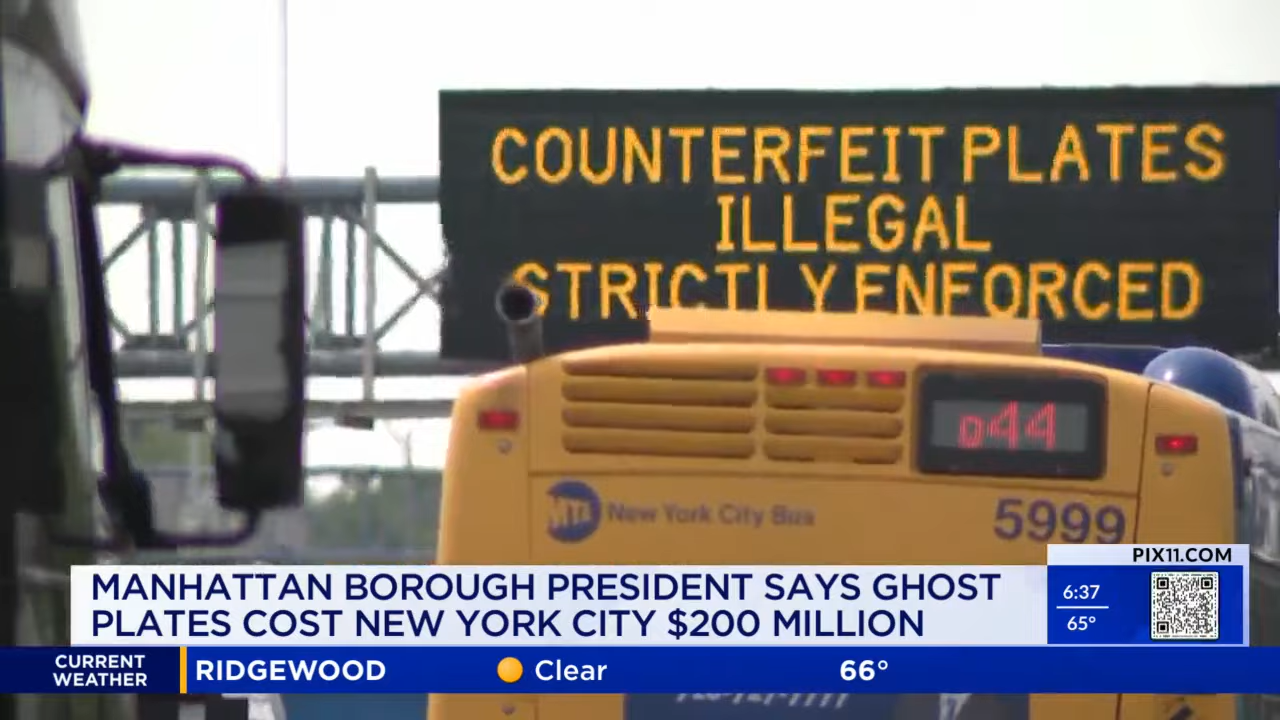 COUNTERFEIT PLATES
ILLEGAL
STRICTLY ENFORCED
Q44
MTA New York City Bus
5999
PIX11.COM
MANHATTAN BOROUGH PRESIDENT SAYS GHOST
PLATES COST NEW YORK CITY $200 MILLION
6:37
65°
CURRENT
WEATHER
RIDGEWOOD
Clear
66°